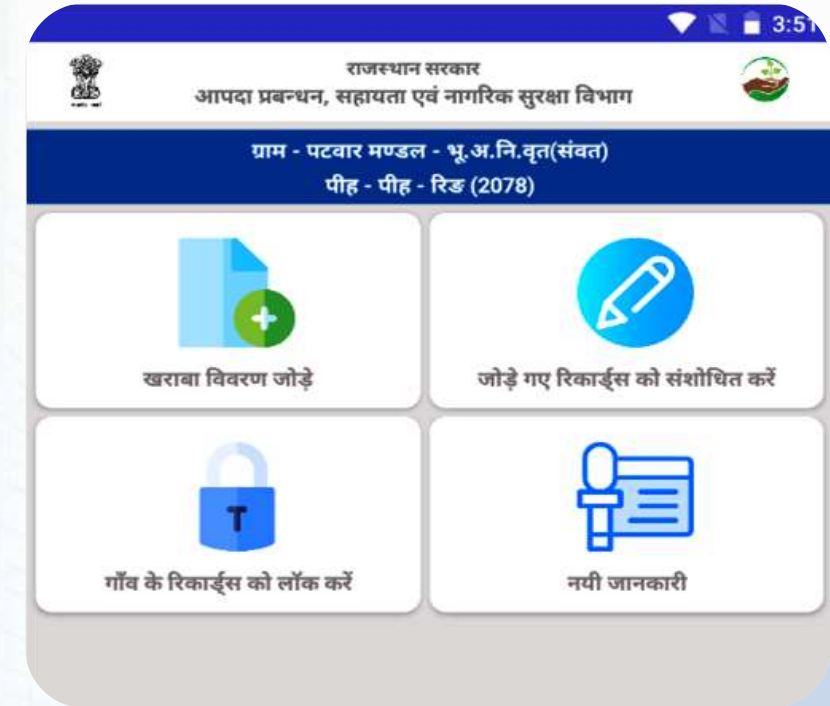 3:51
राजस्थान सरकार
आपदा प्रबन्धन, सहायता एवं नागरिक सुरक्षा विभाग
ग्राम - पटवार मण्डल - भू.अ.नि.वृत(संवत)
पीह - पीह - रिङ (2078)
खराबा विवरण जोड़े
जोड़े गए रिकार्ड्स को संशोधित करें
T
गाँव के रिकार्ड्स को लॉक करें
नयी जानकारी